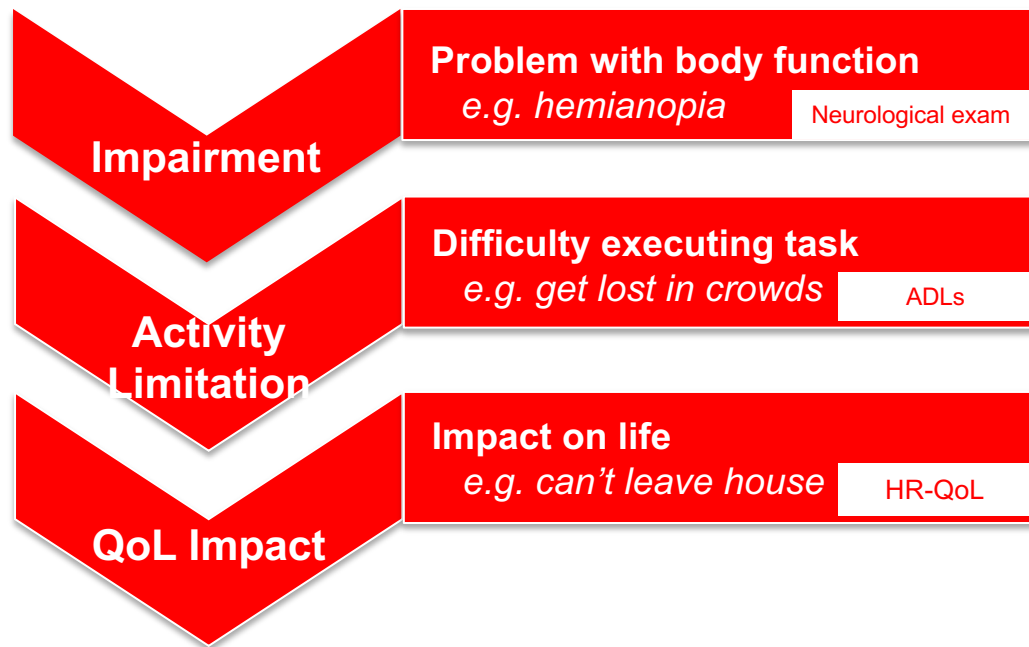 Impairment
Problem with body function
e.g. hemianopia
Neurological exam
Activity
Limitation
Difficulty executing task
e.g. get lost in crowds
ADLs
QoL Impact
Impact on life
e.g. can’t leave house
HR-QoL